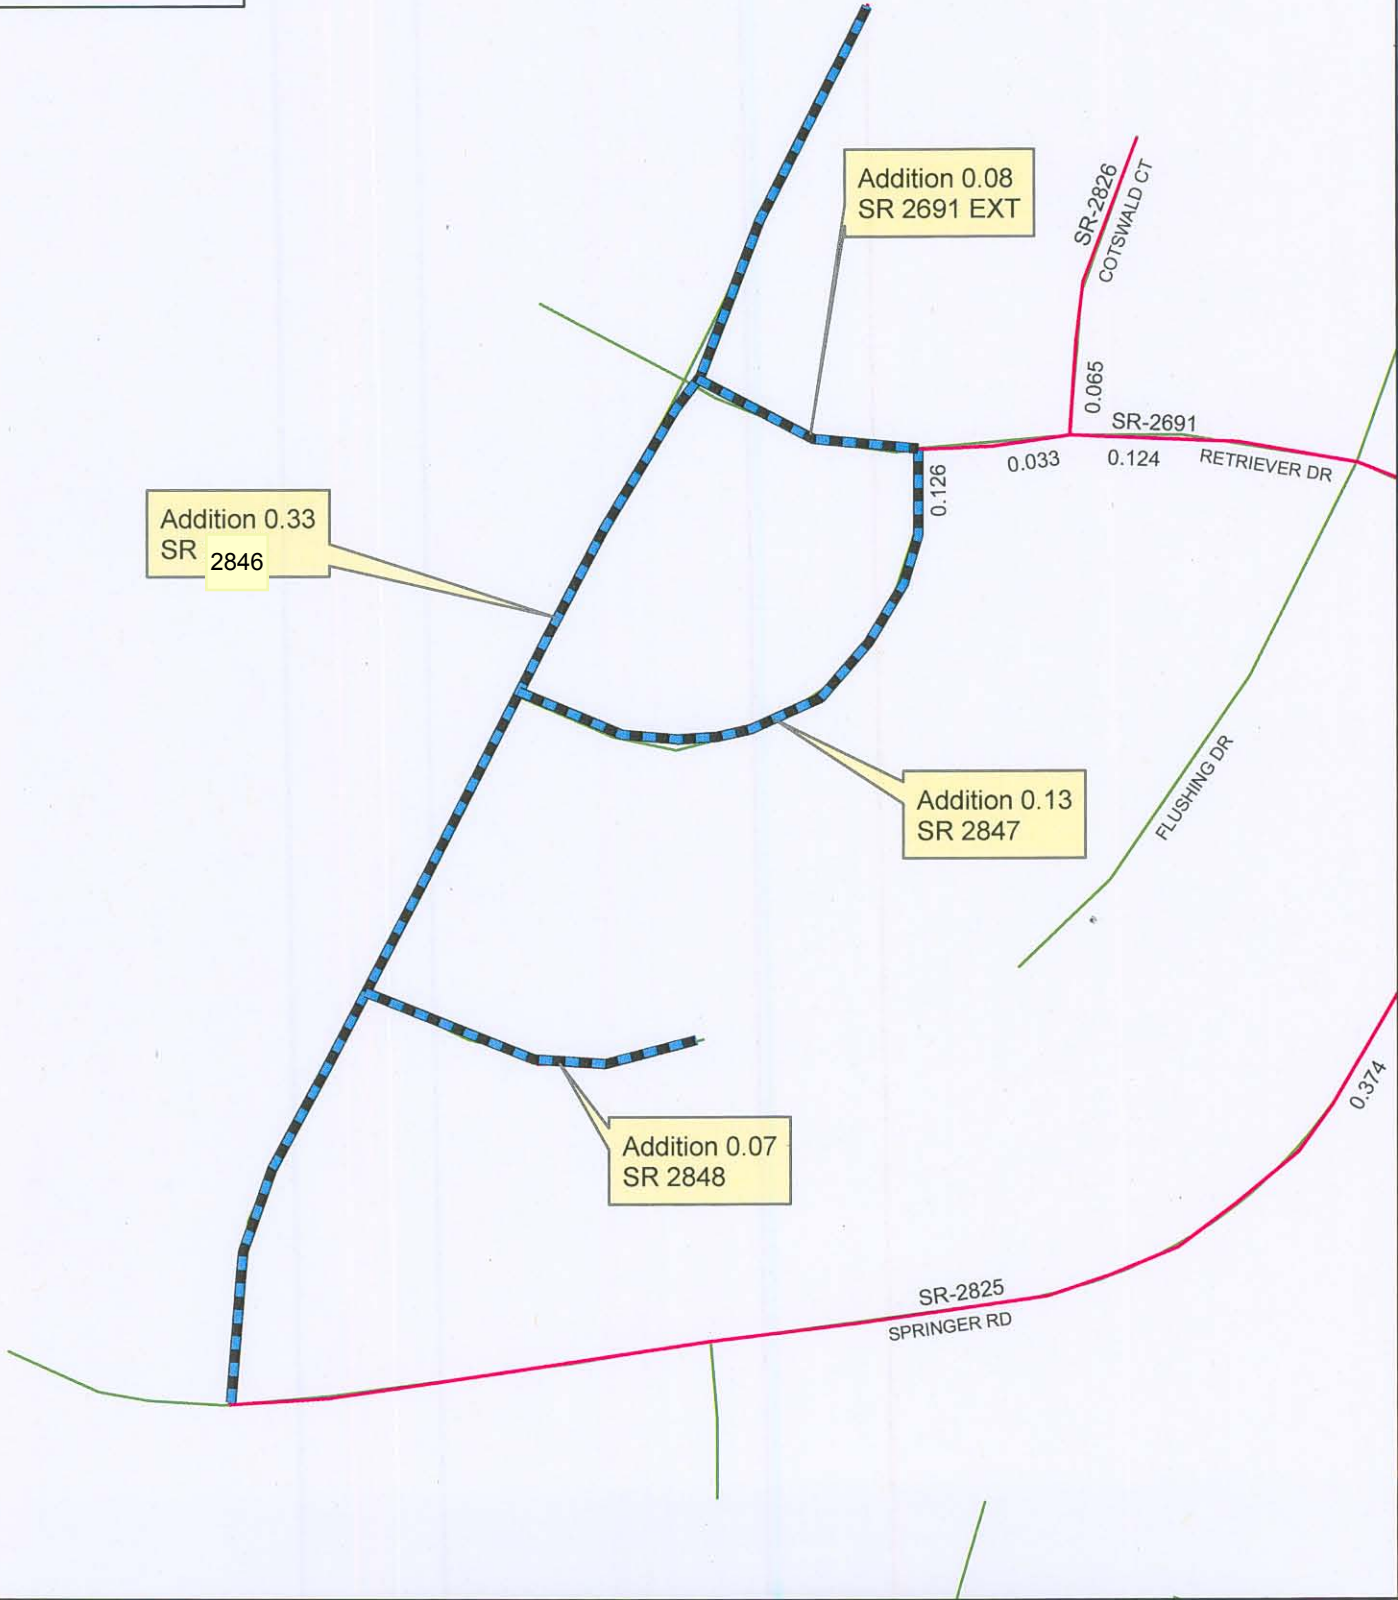 Addition 0.08
SR 2691 EXT
SR-2826
COTSWALD CT
0.065
SR-2691
0.033
0.124
RETRIEVER DR
0.126
Addition 0.33
SR 2846
FLUSHING DR
Addition 0.13
SR 2847
0.374
Addition 0.07
SR 2848
SR-2825
SPRINGER RD